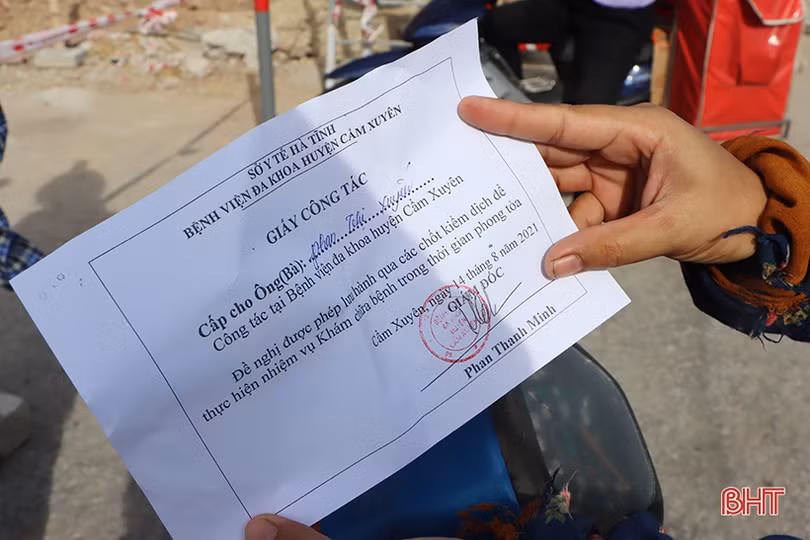 SỞ Y TẾ HÀ TĨNH
BỆNH VIỆN ĐA KHOA HUYỆN CẨM XUYÊN
GIẤY CÔNG TÁC
Cấp cho Ông(Bà): Phan Thị Xuyến
Công tác tại Bệnh viện đa khoa huyện Cẩm Xuyên
Đề nghị được phép lưu hành qua các chốt kiểm dịch để
thực hiện nhiệm vụ Khám chữa bệnh trong thời gian phong tỏa
Cẩm Xuyên, ngày 14 tháng 8 năm 2021
GIÁM ĐỐC
Phan Thanh Minh
BHT